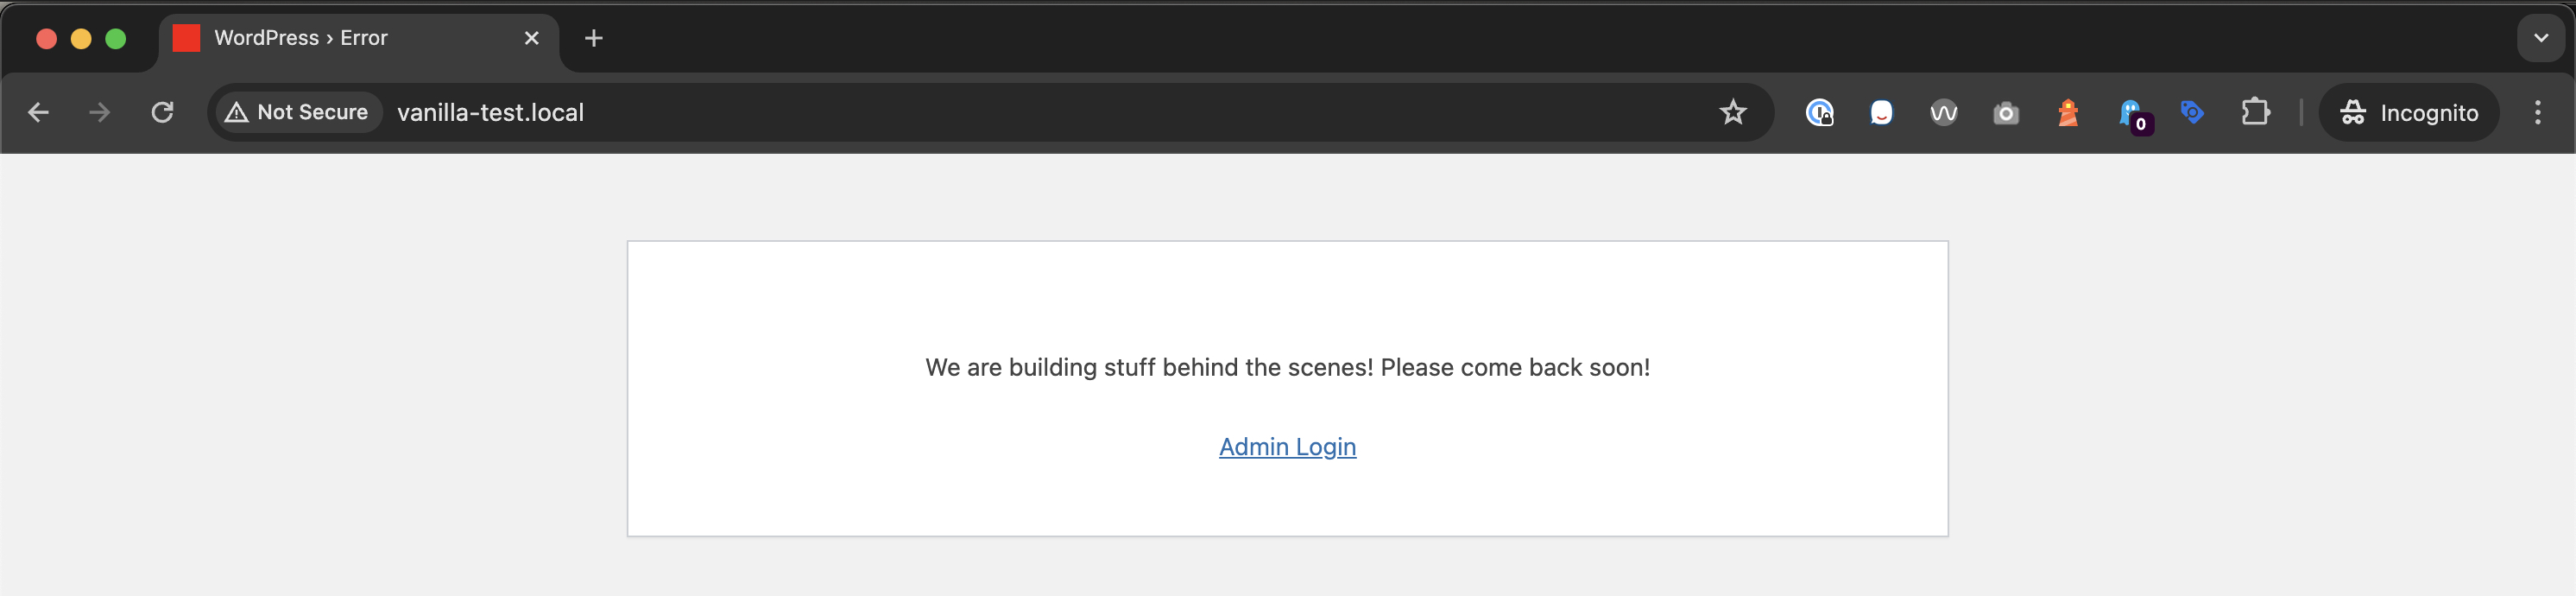 WordPress › Error
Not Secure
vanilla-test.local
0
Incognito
We are building stuff behind the scenes! Please come back soon!
Admin Login